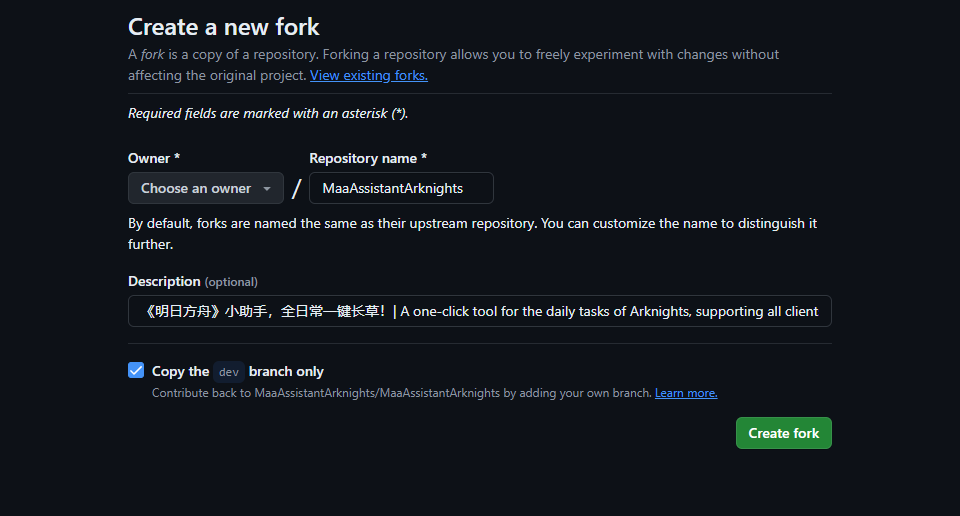 Create a new fork
A fork is a copy of a repository. Forking a repository allows you to freely experiment with changes without
affecting the original project. View existing forks.
Required fields are marked with an asterisk (*).
Owner * Repository name *
Choose an owner / MaaAssistantArknights
By default, forks are named the same as their upstream repository. You can customize the name to distinguish it
further.
Description (optional)
《明日方舟》小助手，全日常一键长草！| A one-click tool for the daily tasks of Arknights, supporting all client
Copy the dev branch only
Contribute back to MaaAssistantArknights/MaaAssistantArknights by adding your own branch. Learn more.
Create fork